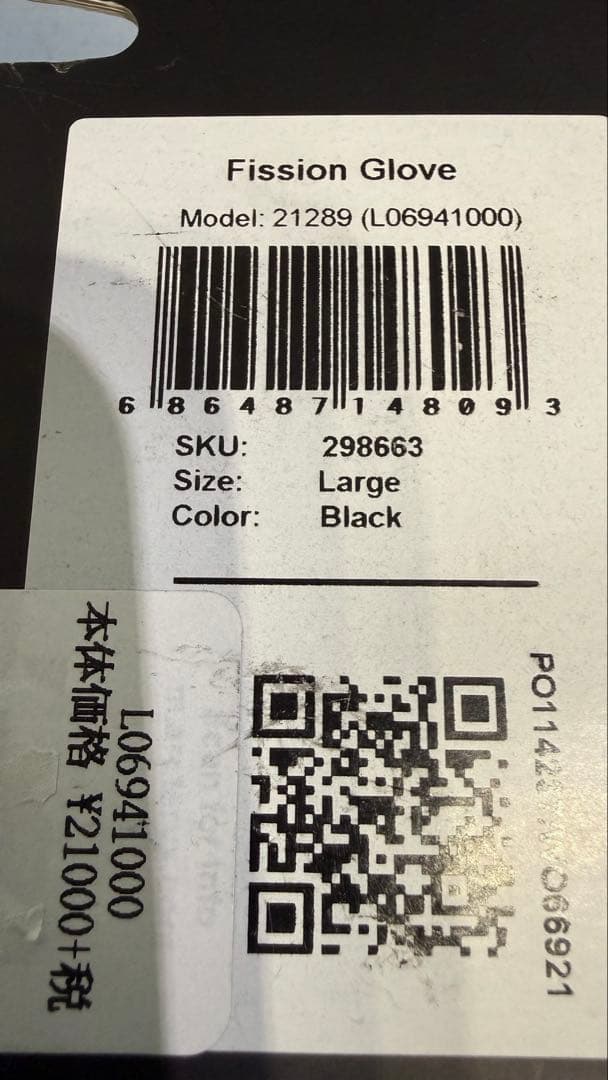 Fission Glove
Model: 21289 (L06941000)
6 86487 14809 3
SKU: 298663
Size: Large
Color: Black
L06941000
本体価格 ¥21000+税